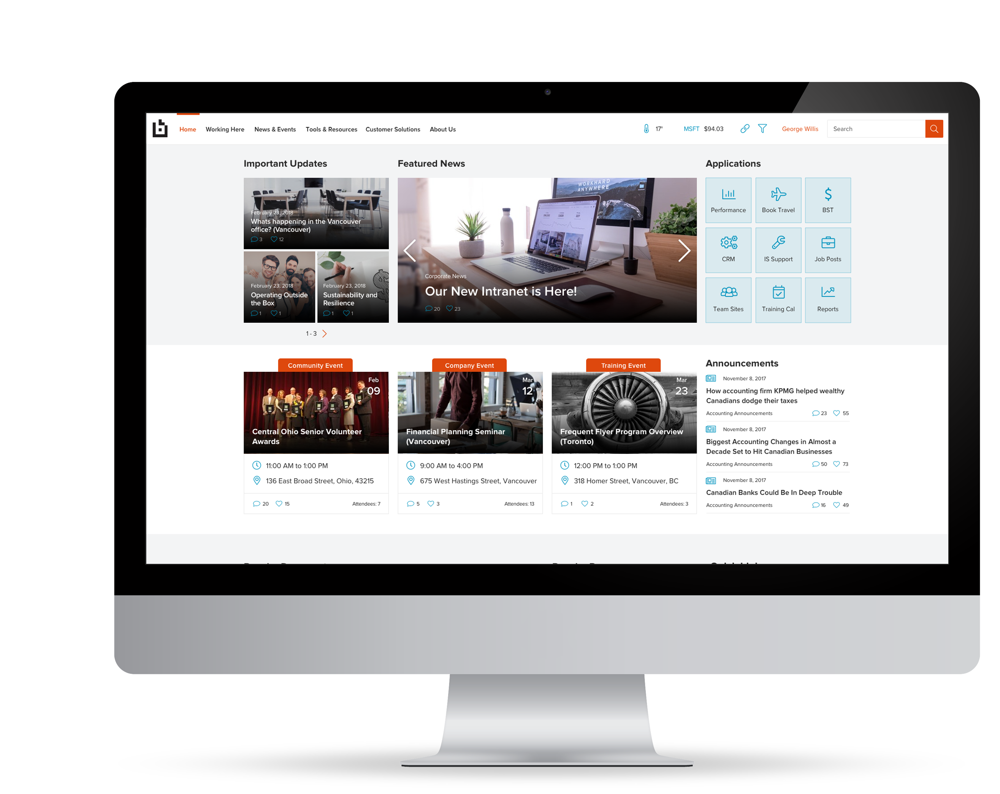 Home Working Here News & Events Tools & Resources Customer Solutions About Us 17° MSFT $94.03 George Willis Search
Important Updates
February 23, 2018
Whats happening in the Vancouver
office? (Vancouver)
3 12
February 23, 2018
Operating Outside
the Box
1 1
February 23, 2018
Sustainability and
Resilience
1 1
1 - 3
Featured News
WORKHARD
ANYWHERE
Corporate News
Our New Intranet is Here!
20 23
Applications
Performance Book Travel BST
CRM IS Support Job Posts
Team Sites Training Cal Reports
Community Event
Feb
09
Central Ohio Senior Volunteer
Awards
11:00 AM to 1:00 PM
136 East Broad Street, Ohio, 43215
20 15 Attendees: 7
Company Event
Mar
12
Financial Planning Seminar
(Vancouver)
9:00 AM to 4:00 PM
675 West Hastings Street, Vancouver
5 3 Attendees: 13
Training Event
Mar
23
Frequent Flyer Program Overview
(Toronto)
12:00 PM to 1:00 PM
318 Homer Street, Vancouver, BC
1 2 Attendees: 3
Announcements
November 8, 2017
How accounting firm KPMG helped wealthy
Canadians dodge their taxes
Accounting Announcements 23 55
November 8, 2017
Biggest Accounting Changes in Almost a
Decade Set to Hit Canadian Businesses
Accounting Announcements 50 73
November 8, 2017
Canadian Banks Could Be In Deep Trouble
Accounting Announcements 16 49